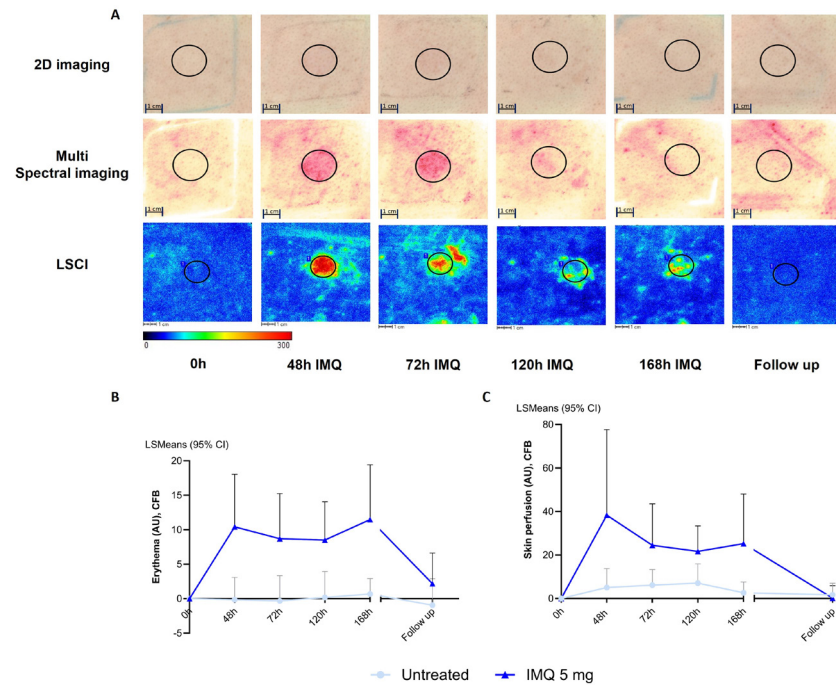 A
2D imaging
1 cm 1 cm 1 cm 1 cm 1 cm 1 cm
Multi
Spectral imaging
1 cm 1 cm 1 cm 1 cm 1 cm 1 cm
LSCI
1 cm 1 cm 1 cm 1 cm 1 cm 1 cm
0 300
0h 48h IMQ 72h IMQ 120h IMQ 168h IMQ Follow up
B
LSMeans (95% CI)
Erythema (AU), CFB
20
15
10
5
0
-5
0h 48h 72h 120h 168h Follow up
C
LSMeans (95% CI)
Skin perfusion (AU), CFB
80
60
40
20
0
0h 48h 72h 120h 168h Follow up
Untreated IMQ 5 mg